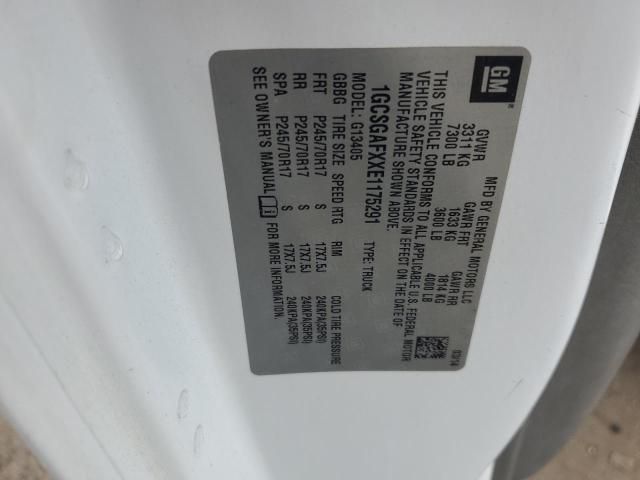 GM
MFD BY GENERAL MOTORS LLC
03/14
GVWR GAWR FRT GAWR RR
3311 KG 1633 KG 1814 KG
7300 LB 3600 LB 4000 LB
THIS VEHICLE CONFORMS TO ALL APPLICABLE U.S. FEDERAL MOTOR
VEHICLE SAFETY STANDARDS IN EFFECT ON THE DATE OF
MANUFACTURE SHOWN ABOVE.
1GCSGAFXXE1175291 TYPE: TRUCK
MODEL: G13405
GBBG TIRE SIZE SPEED RTG RIM COLD TIRE PRESSURE
FRT P245/70R17 S 17X7.5J 240KPA(35PSI)
RR P245/70R17 S 17X7.5J 240KPA(35PSI)
SPA P245/70R17 S 17X7.5J 240KPA(35PSI)
SEE OWNER'S MANUAL